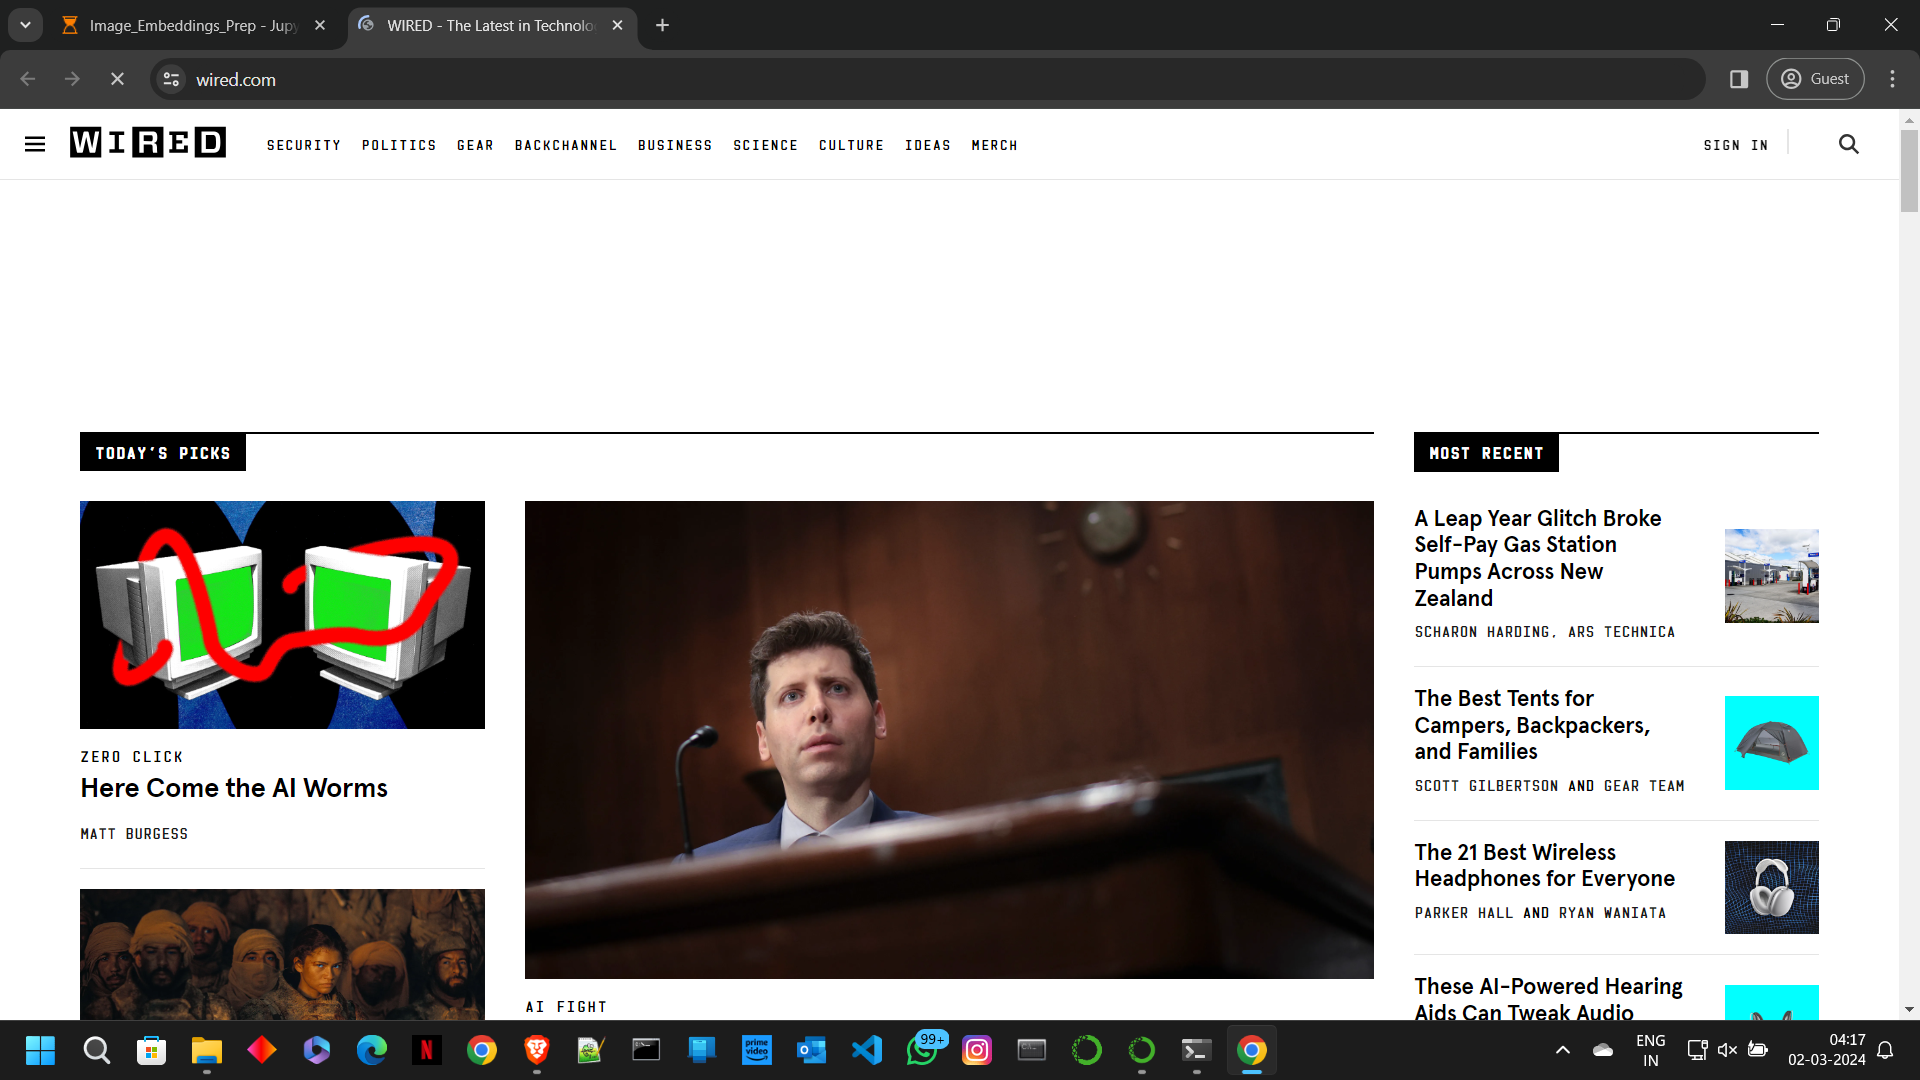 Image_Embeddings_Prep - Jupy
WIRED - The Latest in Technolo
wired.com
Guest
WIRED
SECURITY POLITICS GEAR BACKCHANNEL BUSINESS SCIENCE CULTURE IDEAS MERCH
SIGN IN
TODAY'S PICKS
ZERO CLICK
Here Come the AI Worms
MATT BURGESS
AI FIGHT
MOST RECENT
A Leap Year Glitch Broke
Self-Pay Gas Station
Pumps Across New
Zealand
SCHARON HARDING, ARS TECHNICA
The Best Tents for
Campers, Backpackers,
and Families
SCOTT GILBERTSON AND GEAR TEAM
The 21 Best Wireless
Headphones for Everyone
PARKER HALL AND RYAN WANIATA
These AI-Powered Hearing
Aids Can Tweak Audio
N
prime
video
99+
ENG
IN
04:17
02-03-2024